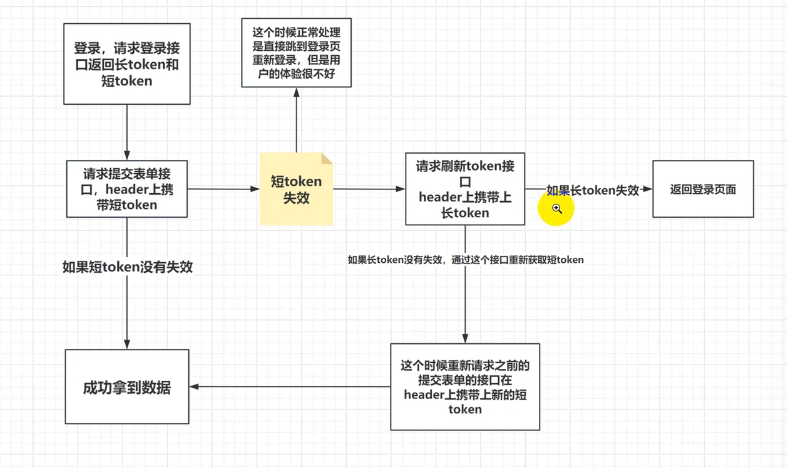 登录，请求登录接
口返回长token和
短token
这个时候正常处理
是直接跳到登录页
重新登录，但是用
户的体验很不好
请求提交表单接
口，header上携
带短token
短token
失效
请求刷新token接
口
header上携带上
长token
如果长token失效
返回登录页面
如果短token没有失效
如果长token没有失效，通过这个接口重新获取短token
成功拿到数据
这个时候重新请求之前的
提交表单的接口在
header上携带上新的短
token